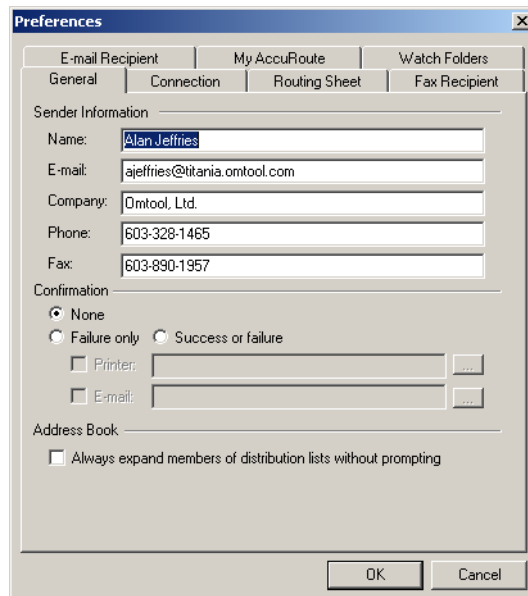 Preferences
E-mail Recipient My AccuRoute Watch Folders
General Connection Routing Sheet Fax Recipient
Sender Information
Name: Alan Jeffries
E-mail: ajeffries@titania.omtool.com
Company: Omtool, Ltd.
Phone: 603-328-1465
Fax: 603-890-1957
Confirmation
None
Failure only Success or failure
Printer: ...
E-mail: ...
Address Book
Always expand members of distribution lists without prompting
OK Cancel